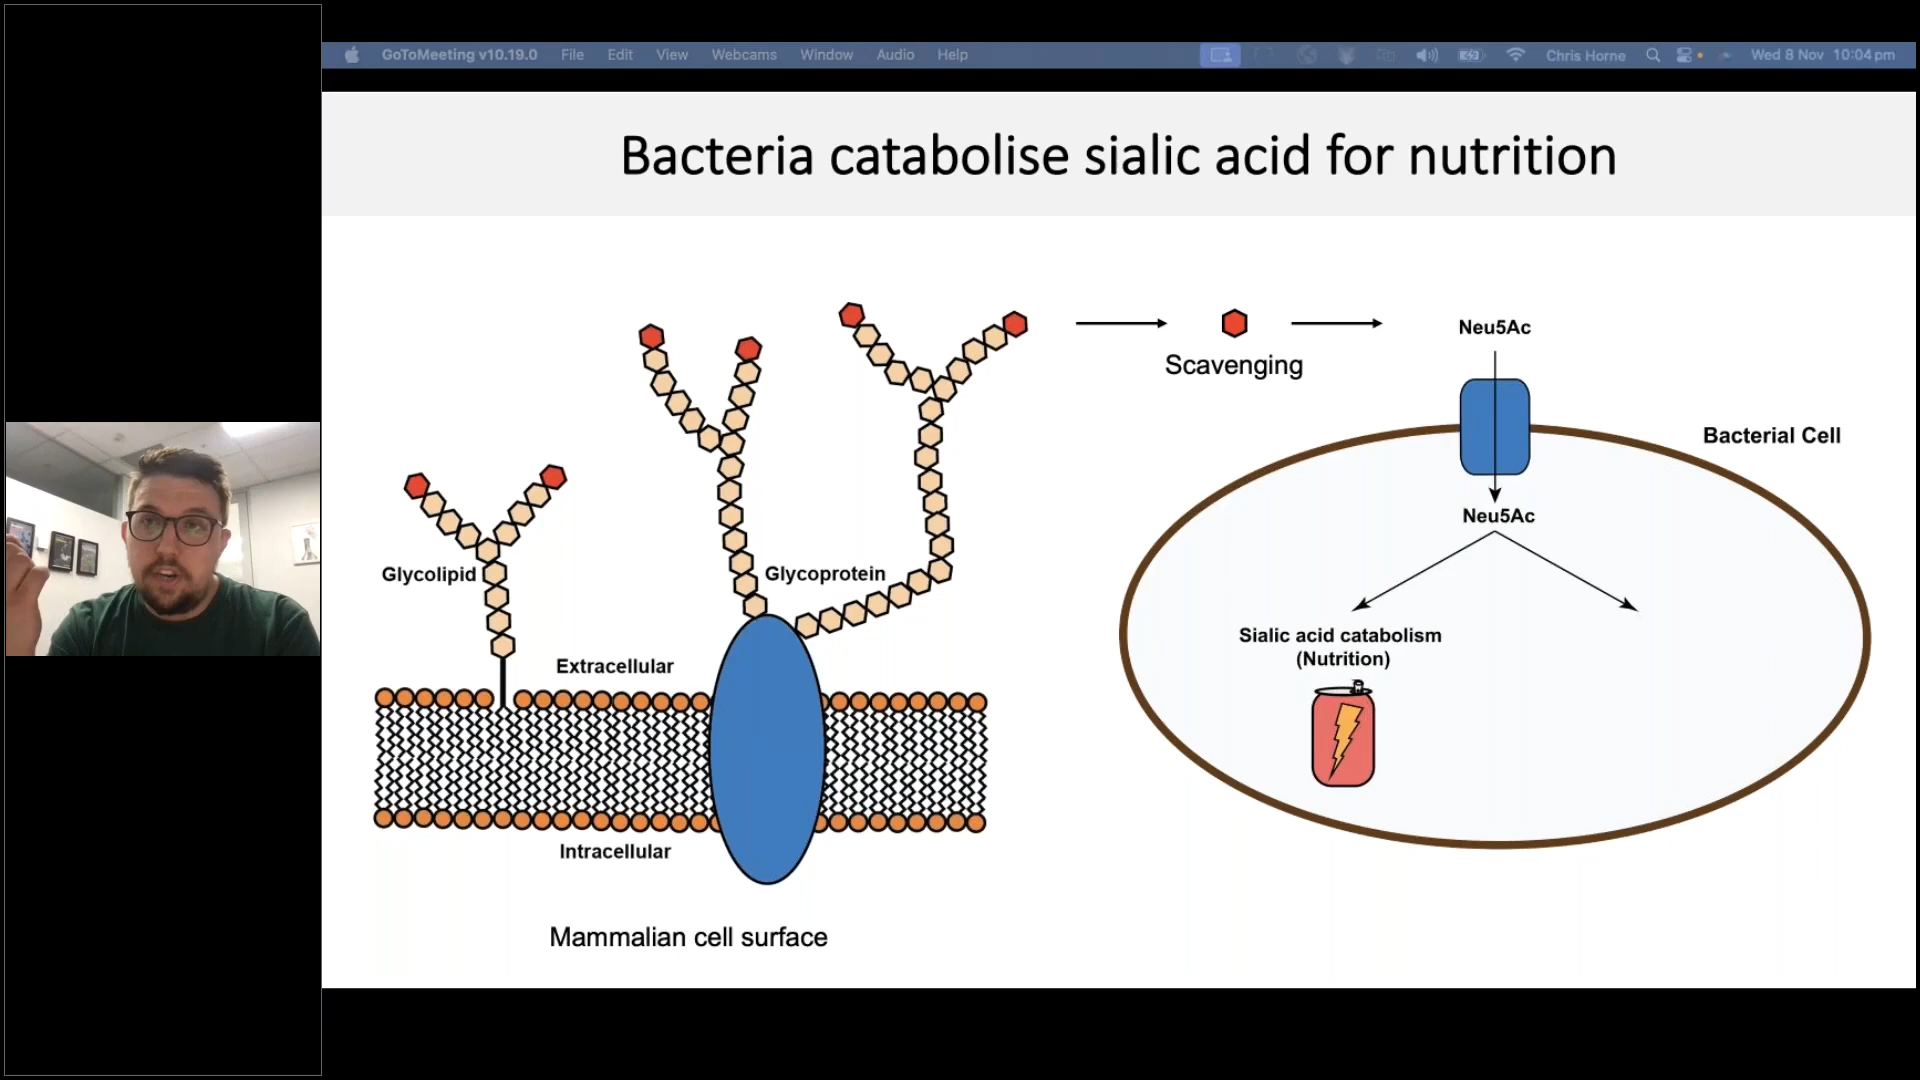 GoToMeeting v10.19.0 File Edit View Webcams Window Audio Help Chris Horne Wed 8 Nov 10:04 pm
Bacteria catabolise sialic acid for nutrition
Neu5Ac
Scavenging
Bacterial Cell
Neu5Ac
Glycolipid
Glycoprotein
Sialic acid catabolism
(Nutrition)
Extracellular
Intracellular
Mammalian cell surface